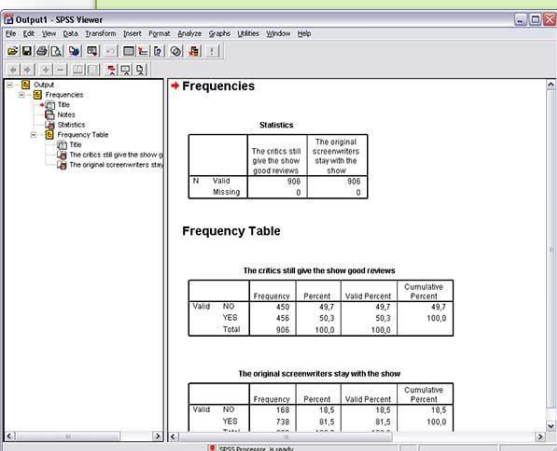 Output1 - SPSS Viewer
File Edit View Data Transform Insert Format Analyze Graphs Utilities Window Help
Output
Frequencies
Title
Notes
Statistics
Frequency Table
Title
The critics still give the show g
The original screenwriters stay
Frequencies
Statistics
The critics still give the show good reviews
The original screenwriters stay with the show
N Valid 906 906
Missing 0 0
Frequency Table
The critics still give the show good reviews
Frequency Percent Valid Percent Cumulative Percent
Valid NO 450 49,7 49,7 49,7
YES 456 50,3 50,3 100,0
Total 906 100,0 100,0
The original screenwriters stay with the show
Frequency Percent Valid Percent Cumulative Percent
Valid NO 168 18,5 18,5 18,5
YES 738 81,5 81,5 100,0
SPSS Processor is ready